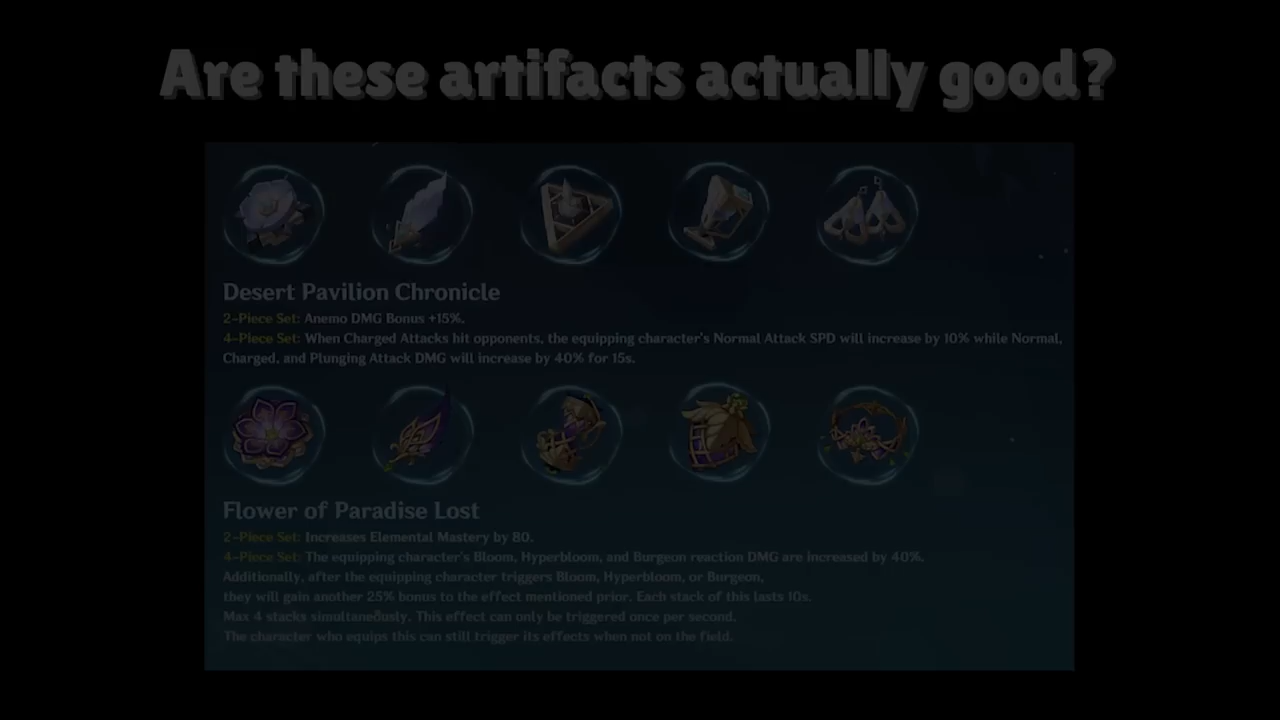 Are these artifacts actually good?
Desert Pavilion Chronicle
2-Piece Set: Anemo DMG Bonus +15%.
4-Piece Set: When Charged Attacks hit opponents, the equipping character's Normal Attack SPD will increase by 10% while Normal,
Charged, and Plunging Attack DMG will increase by 40% for 15s.
Flower of Paradise Lost
2-Piece Set: Increases Elemental Mastery by 80.
4-Piece Set: The equipping character's Bloom, Hyperbloom, and Burgeon reaction DMG are increased by 40%.
Additionally, after the equipping character triggers Bloom, Hyperbloom, or Burgeon,
they will gain another 25% bonus to the effect mentioned prior. Each stack of this lasts 10s.
Max 4 stacks simultaneously. This effect can only be triggered once per second.
The character who equips this can still trigger its effects when not on the field.